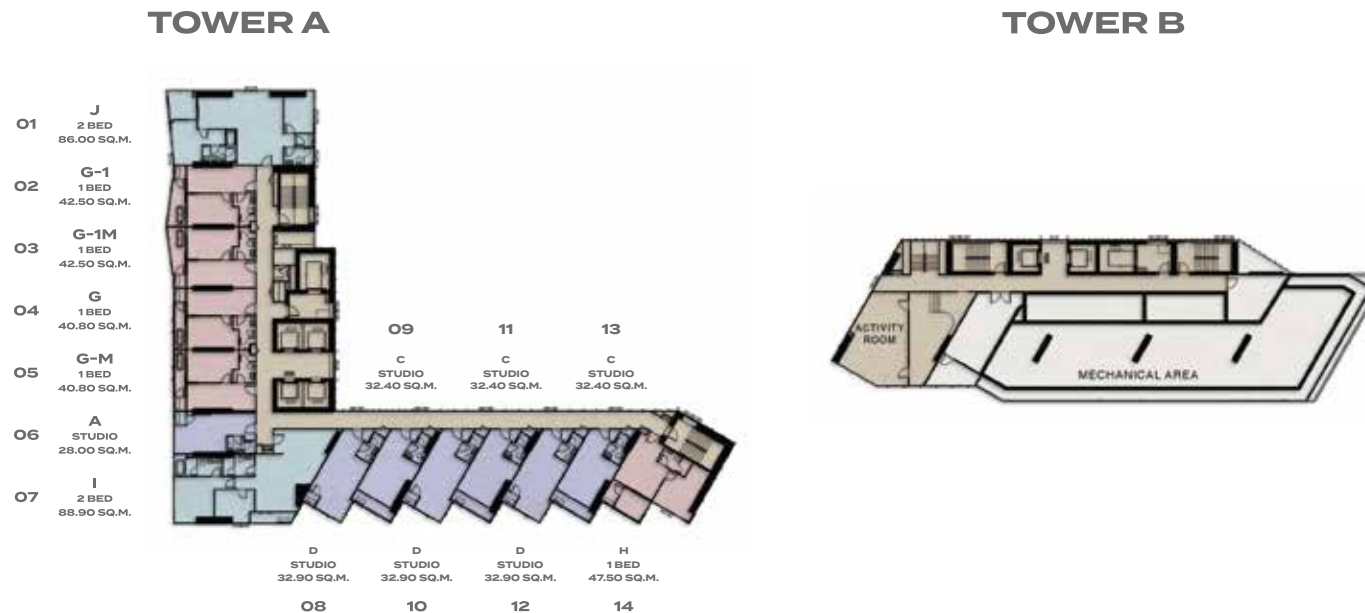 TOWER A
TOWER B
01
J
2 BED
86.00 SQ.M.
02
G-1
1 BED
42.50 SQ.M.
03
G-1M
1 BED
42.50 SQ.M.
04
G
1 BED
40.80 SQ.M.
05
G-M
1 BED
40.80 SQ.M.
06
A
STUDIO
28.00 SQ.M.
07
I
2 BED
88.90 SQ.M.
09
C
STUDIO
32.40 SQ.M.
11
C
STUDIO
32.40 SQ.M.
13
C
STUDIO
32.40 SQ.M.
D
STUDIO
32.90 SQ.M.
08
D
STUDIO
32.90 SQ.M.
10
D
STUDIO
32.90 SQ.M.
12
H
1 BED
47.50 SQ.M.
14
ACTIVITY
ROOM
MECHANICAL AREA